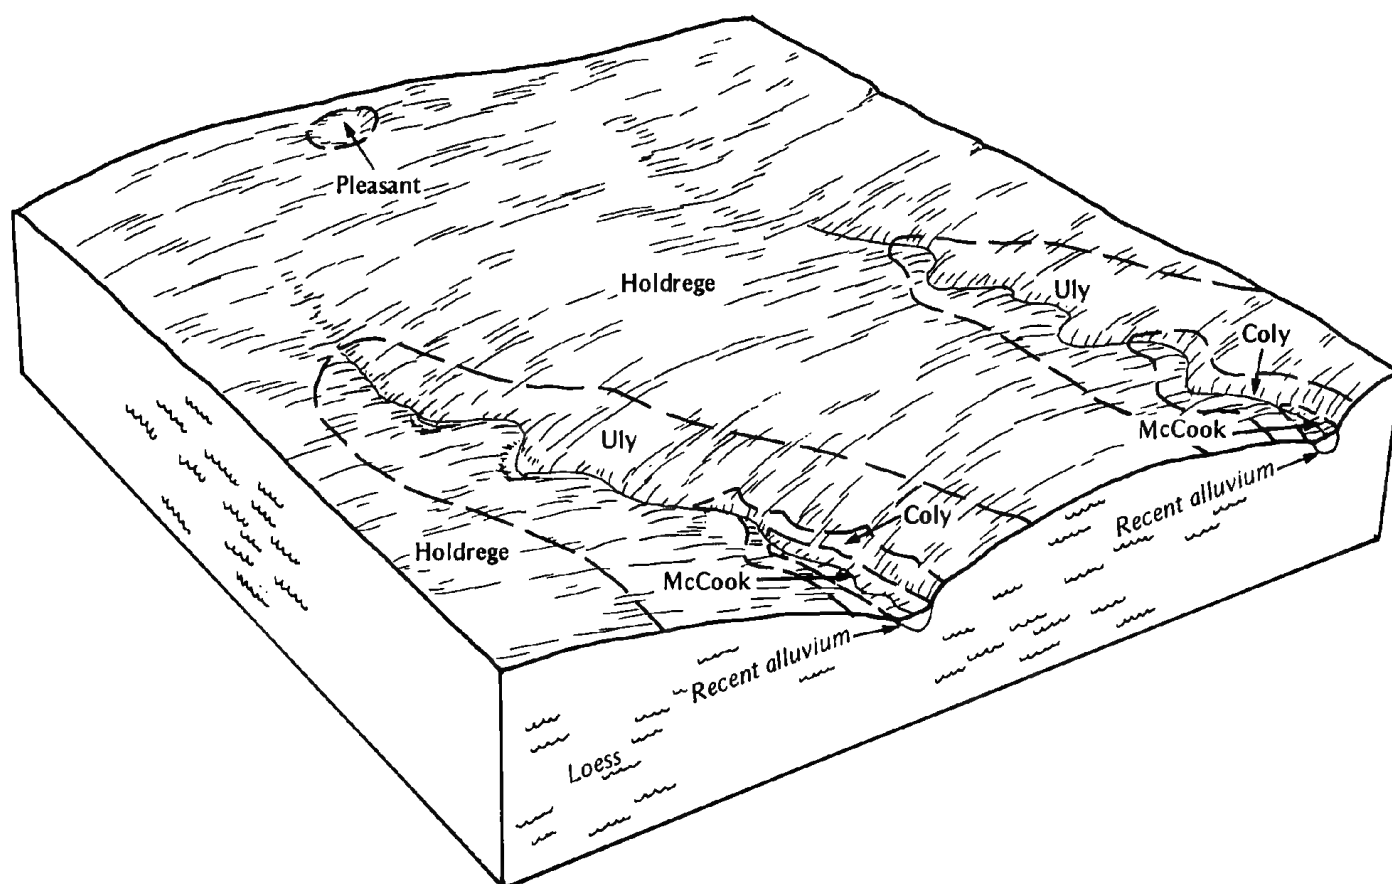 Pleasant
Holdrege
Uly
Coly
McCook
Uly
Recent alluvium
Coly
Holdrege
McCook
Recent alluvium
Loess